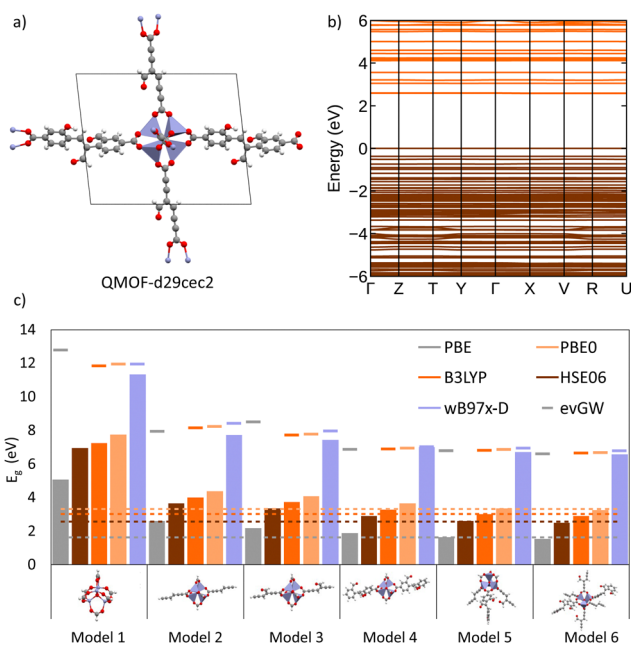 a)
QMOF-d29cec2
b)
Energy (eV)
6
4
2
0
−2
−4
−6
Γ Z T Y Γ X V R U
c)
E_g (eV)
14
12
10
8
6
4
2
0
PBE PBE0
B3LYP HSE06
wB97x-D evGW
Model 1 Model 2 Model 3 Model 4 Model 5 Model 6